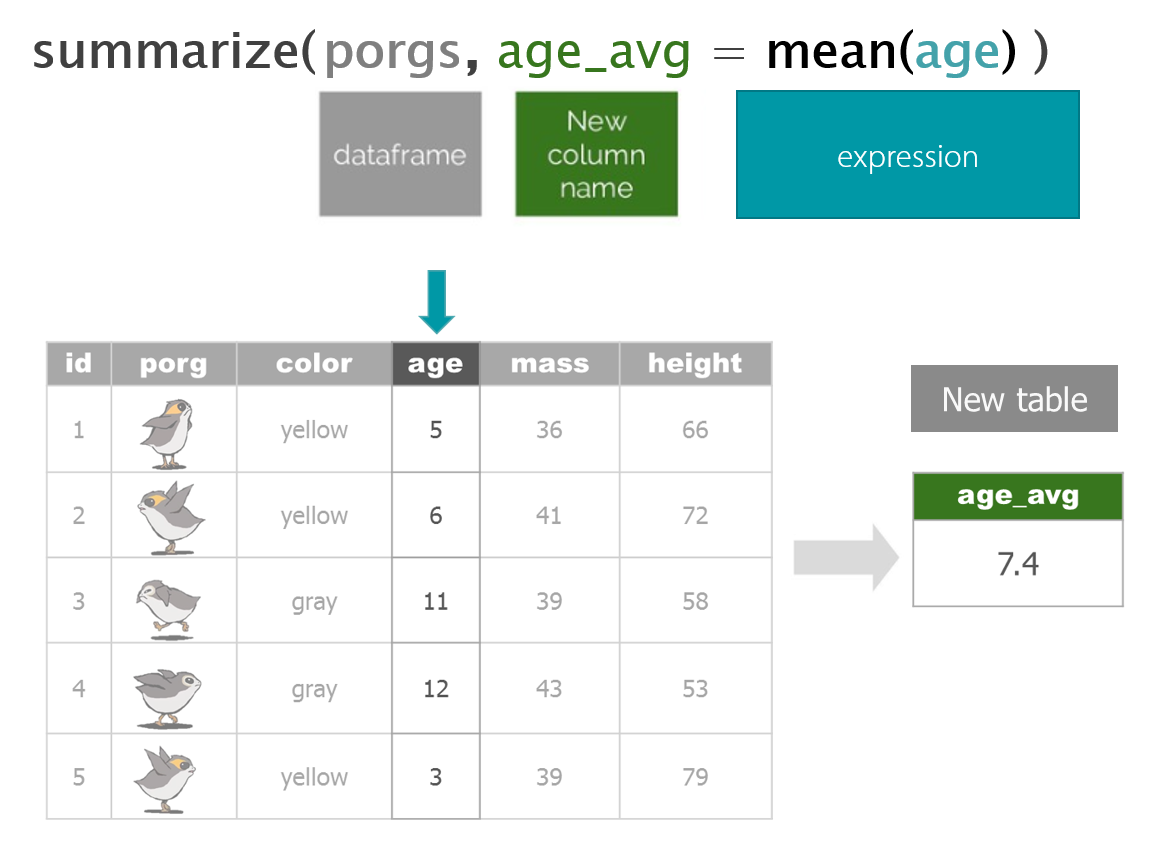 summarize(porgs, age_avg = mean(age) )
dataframe
New
column
name
expression
id porg color age mass height
1 yellow 5 36 66
2 yellow 6 41 72
3 gray 11 39 58
4 gray 12 43 53
5 yellow 3 39 79
New table
age_avg
7.4